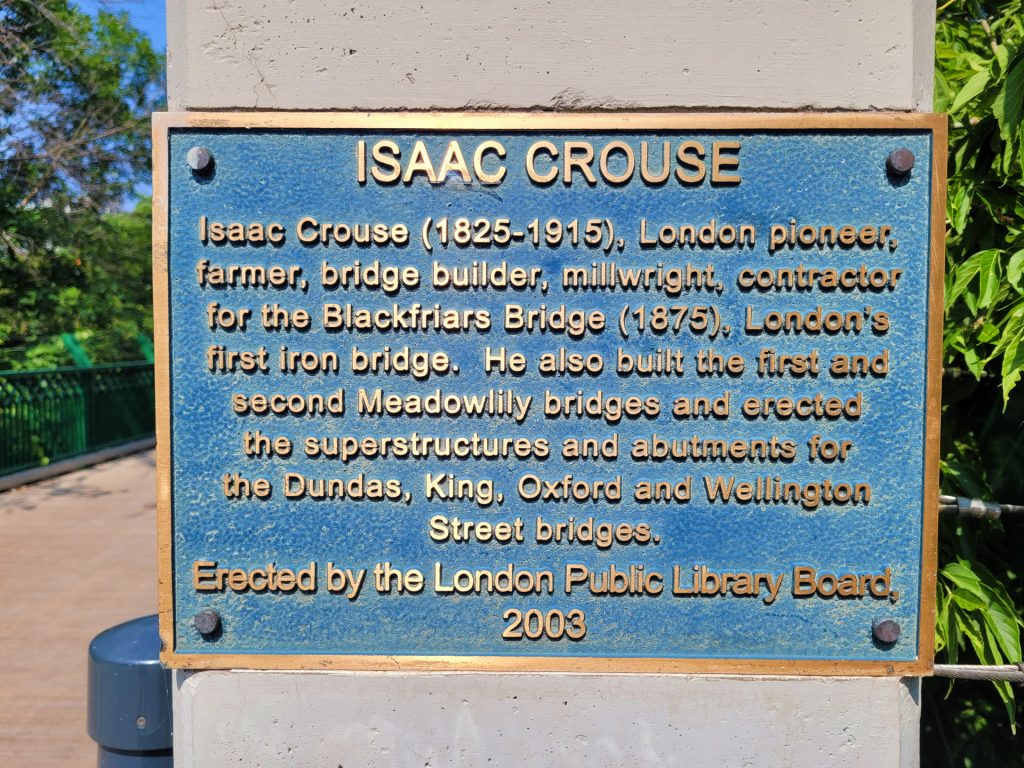 ISAAC CROUSE
Isaac Crouse (1825-1915), London pioneer,
farmer, bridge builder, millwright, contractor
for the Blackfriars Bridge (1875), London's
first iron bridge. He also built the first and
second Meadowlily bridges and erected
the superstructures and abutments for
the Dundas, King, Oxford and Wellington
Street bridges.
Erected by the London Public Library Board,
2003